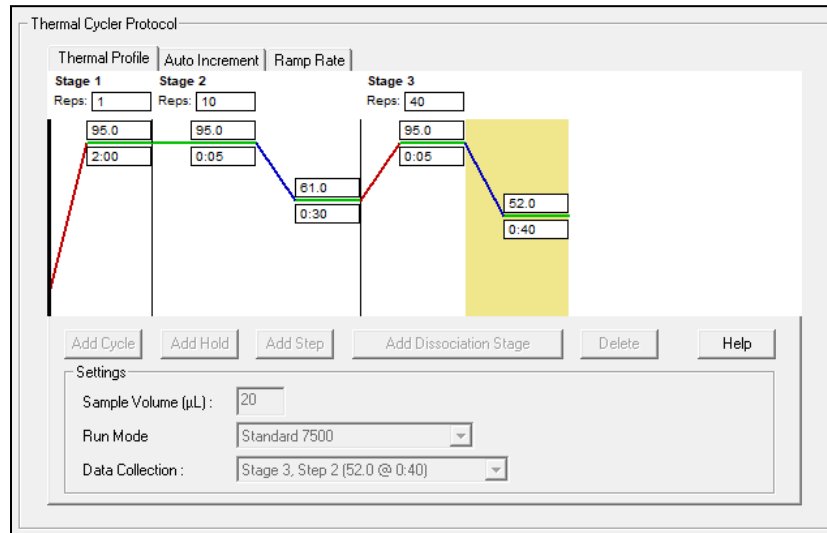 Thermal Cycler Protocol
Thermal Profile Auto Increment Ramp Rate
Stage 1 Stage 2 Stage 3
Reps: 1 Reps: 10 Reps: 40
95.0 95.0 95.0
2:00 0:05 0:05
61.0 52.0
0:30 0:40
Add Cycle Add Hold Add Step Add Dissociation Stage Delete Help
Settings
Sample Volume (µL) : 20
Run Mode Standard 7500
Data Collection : Stage 3, Step 2 (52.0 @ 0:40)